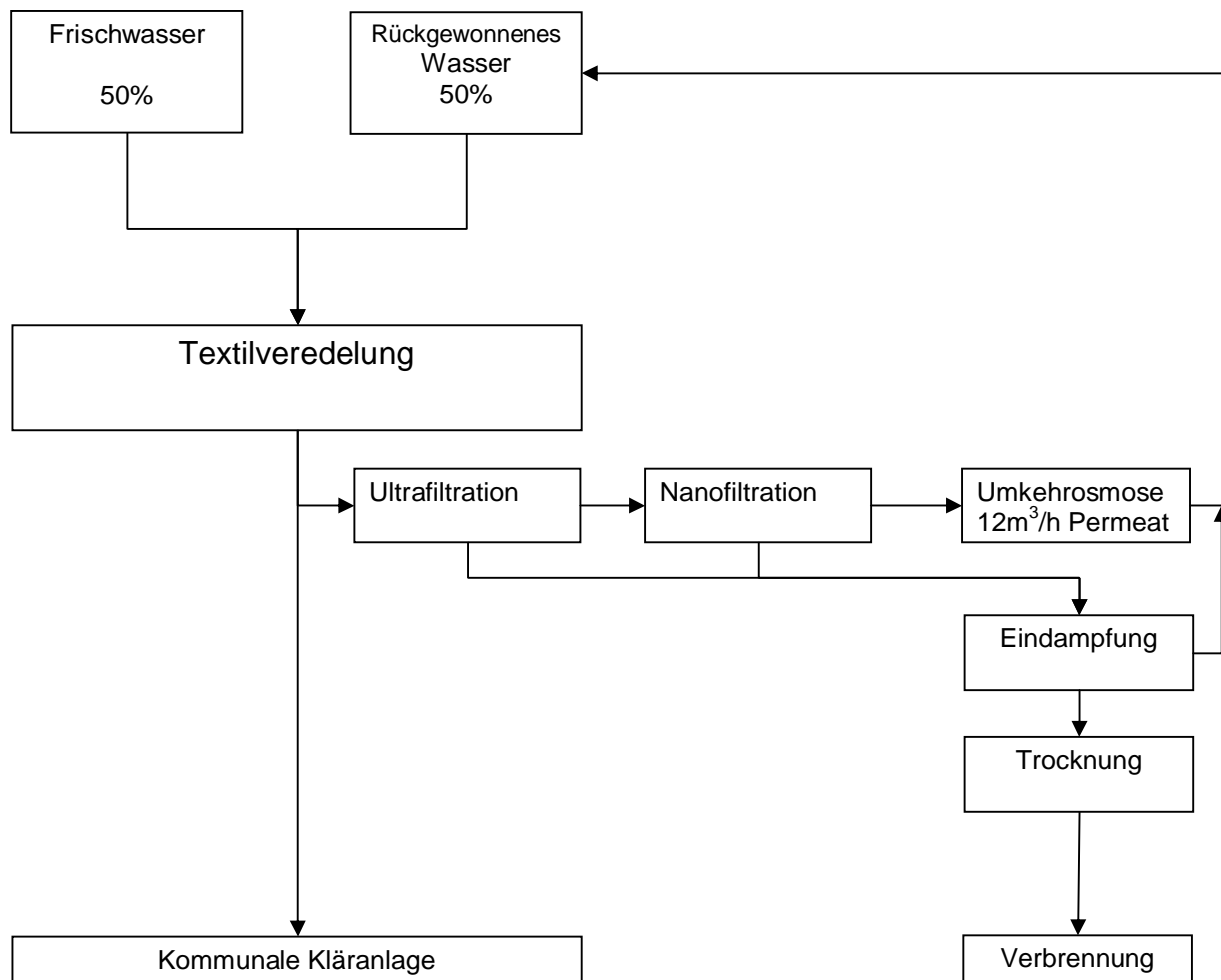 Frischwasser
50%
Rückgewonnenes
Wasser
50%
Textilveredelung
Ultrafiltration
Nanofiltration
Umkehrosmose
12m³/h Permeat
Eindampfung
Trocknung
Kommunale Kläranlage
Verbrennung